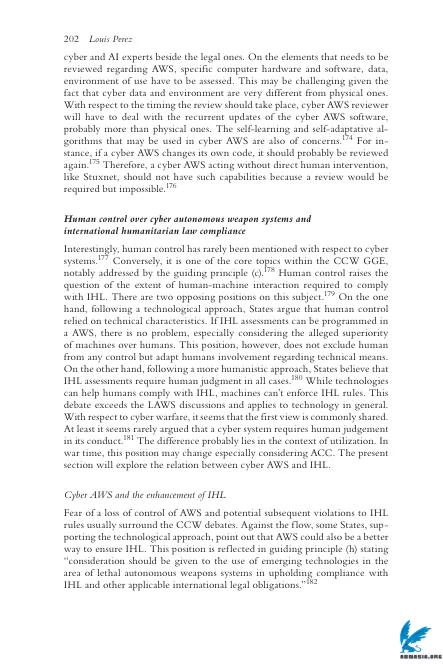 202 Louis Perez
cyber and AI experts beside the legal ones. On the elements that needs to be
reviewed regarding AWS, specific computer hardware and software, data,
environment of use have to be assessed. This may be challenging given the
fact that cyber data and environment are very different from physical ones.
With respect to the timing the review should take place, cyber AWS reviewer
will have to deal with the recurrent updates of the cyber AWS software,
probably more than physical ones. The self-learning and self-adaptative al-
gorithms that may be used in cyber AWS are also of concerns.174 For in-
stance, if a cyber AWS changes its own code, it should probably be reviewed
again.175 Therefore, a cyber AWS acting without direct human intervention,
like Stuxnet, should not have such capabilities because a review would be
required but impossible.176
Human control over cyber autonomous weapon systems and
international humanitarian law compliance
Interestingly, human control has rarely been mentioned with respect to cyber
systems.177 Conversely, it is one of the core topics within the CCW GGE,
notably addressed by the guiding principle (c).178 Human control raises the
question of the extent of human-machine interaction required to comply
with IHL. There are two opposing positions on this subject.179 On the one
hand, following a technological approach, States argue that human control
relied on technical characteristics. If IHL assessments can be programmed in
a AWS, there is no problem, especially considering the alleged superiority
of machines over humans. This position, however, does not exclude human
from any control but adapt humans involvement regarding technical means.
On the other hand, following a more humanistic approach, States believe that
IHL assessments require human judgment in all cases.180 While technologies
can help humans comply with IHL, machines can't enforce IHL rules. This
debate exceeds the LAWS discussions and applies to technology in general.
With respect to cyber warfare, it seems that the first view is commonly shared.
At least it seems rarely argued that a cyber system requires human judgement
in its conduct.181 The difference probably lies in the context of utilization. In
war time, this position may change especially considering ACC. The present
section will explore the relation between cyber AWS and IHL.
Cyber AWS and the enhancement of IHL
Fear of a loss of control of AWS and potential subsequent violations to IHL
rules usually surround the CCW debates. Against the flow, some States, sup-
porting the technological approach, point out that AWS could also be a better
way to ensure IHL. This position is reflected in guiding principle (h) stating
“consideration should be given to the use of emerging technologies in the
area of lethal autonomous weapons systems in upholding compliance with
IHL and other applicable international legal obligations.”182